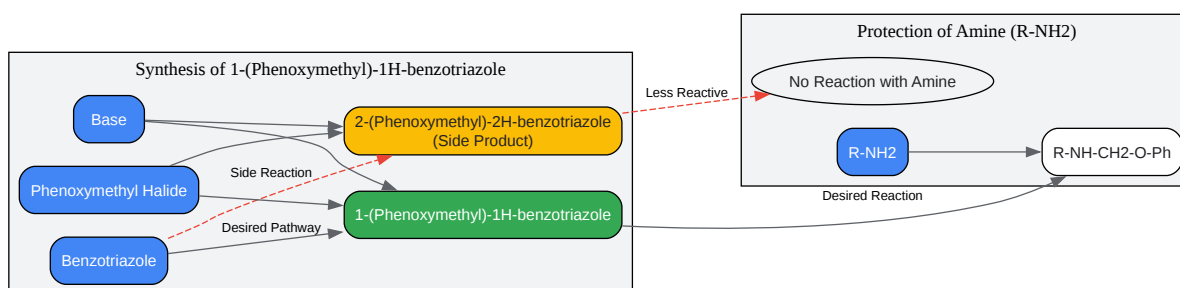 Protection of Amine (R-NH2)
Synthesis of 1-(Phenoxymethyl)-1H-benzotriazole
No Reaction with Amine
Less Reactive
Base
2-(Phenoxymethyl)-2H-benzotriazole
(Side Product)
R-NH2
R-NH-CH2-O-Ph
Side Reaction
Phenoxymethyl Halide
Desired Reaction
1-(Phenoxymethyl)-1H-benzotriazole
Desired Pathway
Benzotriazole